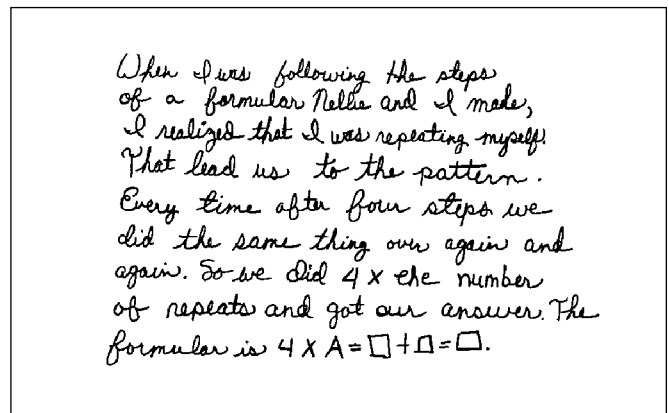 When I was following the steps
of a formular Nellie and I made,
I realized that I was repeating myself.
That lead us to the pattern.
Every time after four steps we
did the same thing over again and
again. So we did 4 x the number
of repeats and got our answer. The
formular is 4 X A = □ + □ = □.